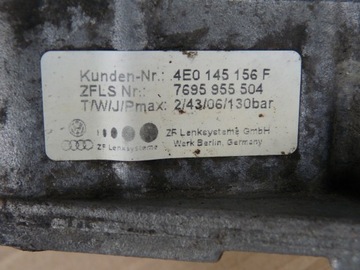 Kunden-Nr.: 4E0 145 156 F
ZFLS Nr.: 7695 955 504
T/W/J/Pmax: 2/43/06/130bar
ZF Lenksysteme GmbH
ZF Lenksysteme Werk Berlin, Germany